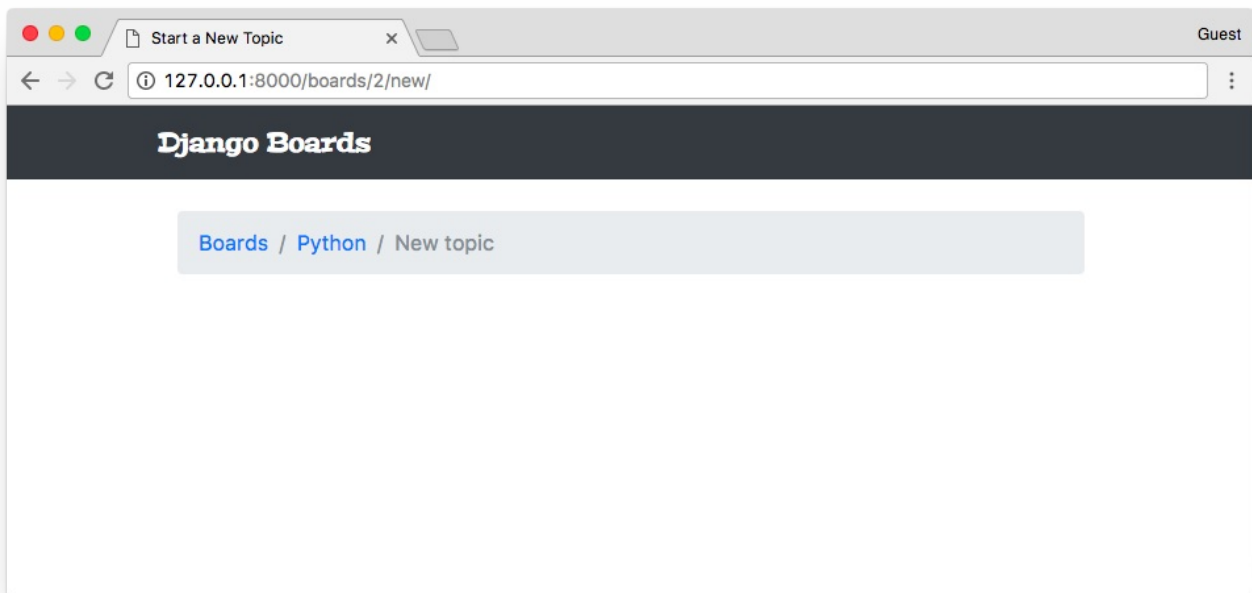 Start a New Topic
Guest
127.0.0.1:8000/boards/2/new/
Django Boards
Boards / Python / New topic